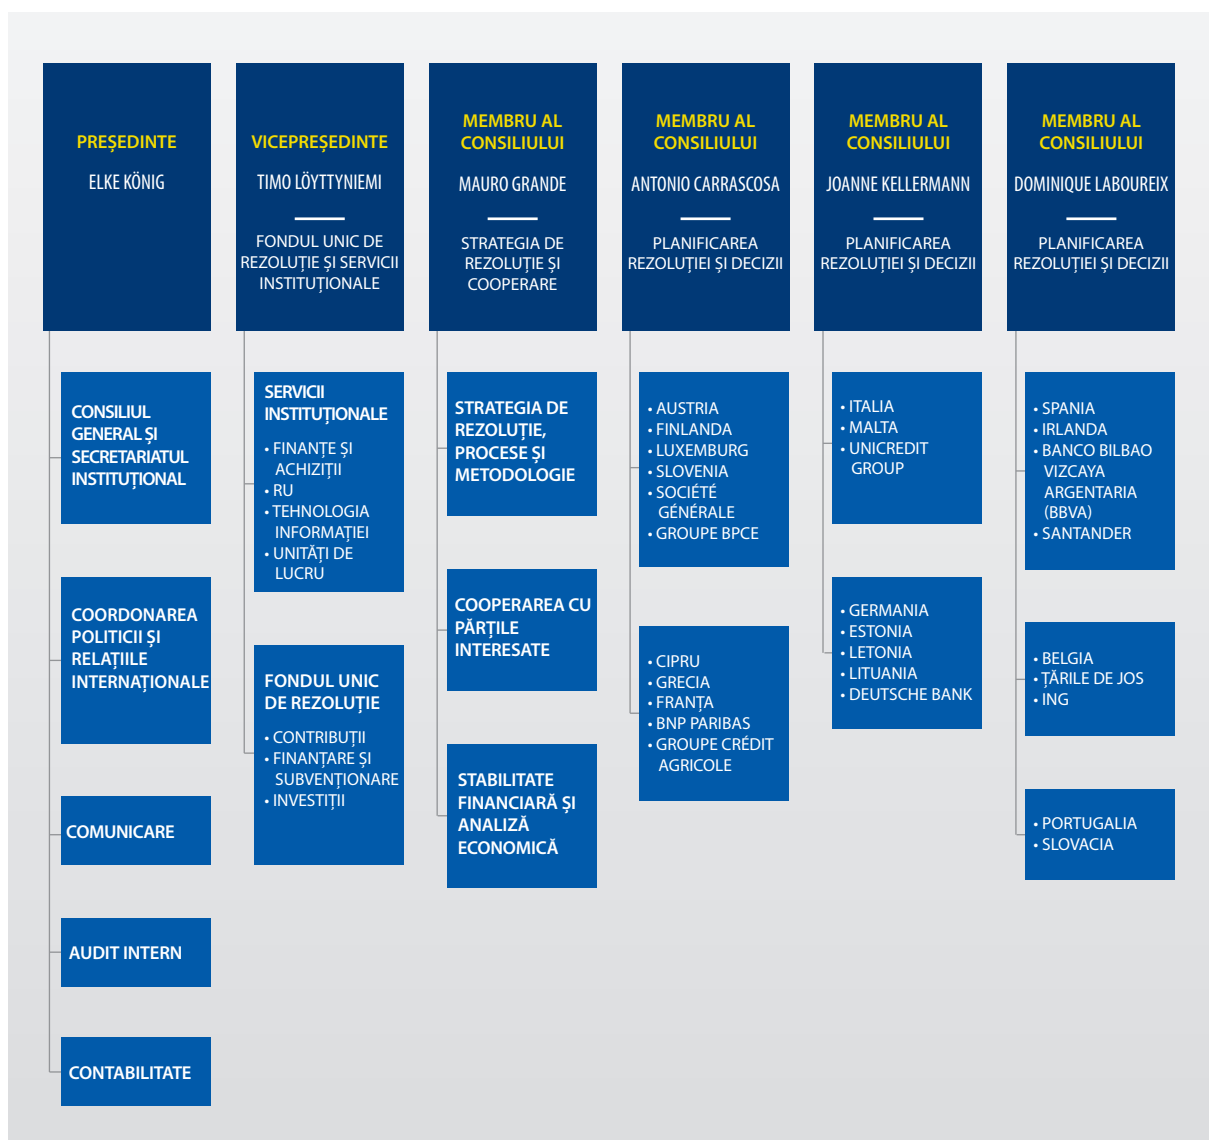 PREȘEDINTE
ELKE KÖNIG
CONSILIUL
GENERAL ȘI
SECRETARIATUL
INSTITUȚIONAL
COORDONAREA
POLITICII ȘI
RELAȚIILE
INTERNAȚIONALE
COMUNICARE
AUDIT INTERN
CONTABILITATE
VICEPREȘEDINTE
TIMO LÖYTTYNIEMI
FONDUL UNIC DE
REZOLUȚIE ȘI SERVICII
INSTITUȚIONALE
SERVICII
INSTITUȚIONALE
• FINANȚE ȘI
ACHIZIȚII
• RU
• TEHNOLOGIA
INFORMAȚIEI
• UNITĂȚI DE
LUCRU
FONDUL UNIC
DE REZOLUȚIE
• CONTRIBUȚII
• FINANȚARE ȘI
SUBVENȚIONARE
• INVESTIȚII
MEMBRU AL
CONSILIULUI
MAURO GRANDE
STRATEGIA DE
REZOLUȚIE ȘI
COOPERARE
STRATEGIA DE
REZOLUȚIE,
PROCESE ȘI
METODOLOGIE
COOPERAREA CU
PĂRȚILE
INTERESATE
STABILITATE
FINANCIARĂ ȘI
ANALIZĂ
ECONOMICĂ
MEMBRU AL
CONSILIULUI
ANTONIO CARRASCOSA
PLANIFICAREA
REZOLUȚIEI ȘI DECIZII
• AUSTRIA
• FINLANDA
• LUXEMBURG
• SLOVENIA
• SOCIÉTÉ
GÉNÉRALE
• GROUPE BPCE
• CIPRU
• GRECIA
• FRANȚA
• BNP PARIBAS
• GROUPE CRÉDIT
AGRICOLE
MEMBRU AL
CONSILIULUI
JOANNE KELLERMANN
PLANIFICAREA
REZOLUȚIEI ȘI DECIZII
• ITALIA
• MALTA
• UNICREDIT
GROUP
• GERMANIA
• ESTONIA
• LETONIA
• LITUANIA
• DEUTSCHE BANK
MEMBRU AL
CONSILIULUI
DOMINIQUE LABOUREIX
PLANIFICAREA
REZOLUȚIEI ȘI DECIZII
• SPANIA
• IRLANDA
• BANCO BILBAO
VIZCAYA
ARGENTARIA
(BBVA)
• SANTANDER
• BELGIA
• ȚĂRILE DE JOS
• ING
• PORTUGALIA
• SLOVACIA